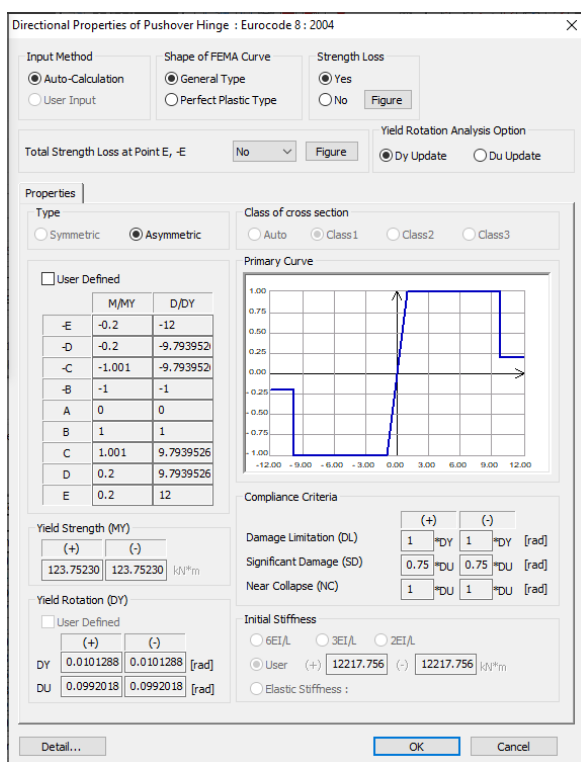 Directional Properties of Pushover Hinge : Eurocode 8 : 2004
Input Method
Auto-Calculation
User Input
Shape of FEMA Curve
General Type
Perfect Plastic Type
Strength Loss
Yes
No Figure
Total Strength Loss at Point E, -E No Figure
Yield Rotation Analysis Option
Dy Update Du Update
Properties
Type
Symmetric Asymmetric
Class of cross section
Auto Class1 Class2 Class3
User Defined
M/MY D/DY
-E -0.2 -12
-D -0.2 -9.7939526
-C -1.001 -9.7939526
-B -1 -1
A 0 0
B 1 1
C 1.001 9.7939526
D 0.2 9.7939526
E 0.2 12
Primary Curve
1.00
0.75
0.50
0.25
0.00
-0.25
-0.50
-0.75
-1.00
-12.00 -9.00 -6.00 -3.00 0.00 3.00 6.00 9.00 12.00
Yield Strength (MY)
(+) (-)
123.75230 123.75230 kN*m
Yield Rotation (DY)
User Defined
(+) (-)
DY 0.0101288 0.0101288 [rad]
DU 0.0992018 0.0992018 [rad]
Compliance Criteria
(+) (-)
Damage Limitation (DL) 1 *DY 1 *DY [rad]
Significant Damage (SD) 0.75 *DU 0.75 *DU [rad]
Near Collapse (NC) 1 *DU 1 *DU [rad]
Initial Stiffness
6EI/L 3EI/L 2EI/L
User (+) 12217.756 (-) 12217.756 kN*m
Elastic Stiffness :
Detail... OK Cancel